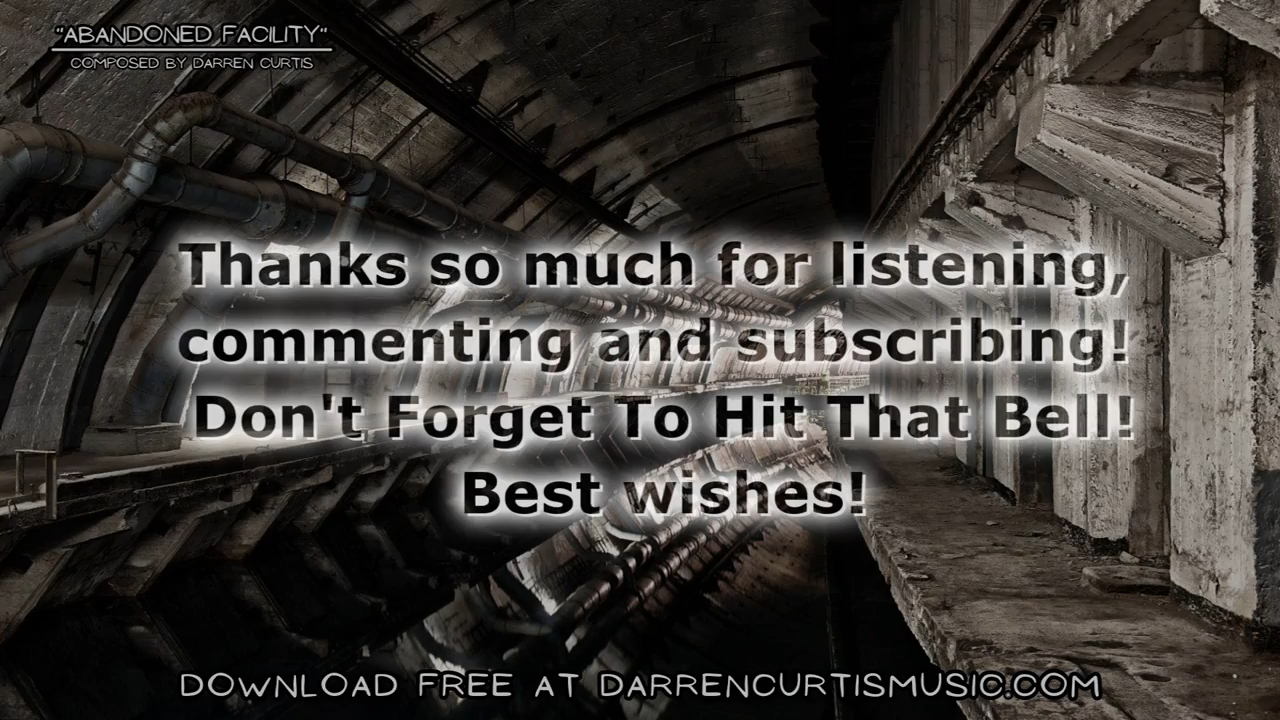 "ABANDONED FACILITY"
COMPOSED BY DARREN CURTIS
Thanks so much for listening,
commenting and subscribing!
Don't Forget To Hit That Bell!
Best wishes!
DOWNLOAD FREE AT DARRENCURTISMUSIC.COM